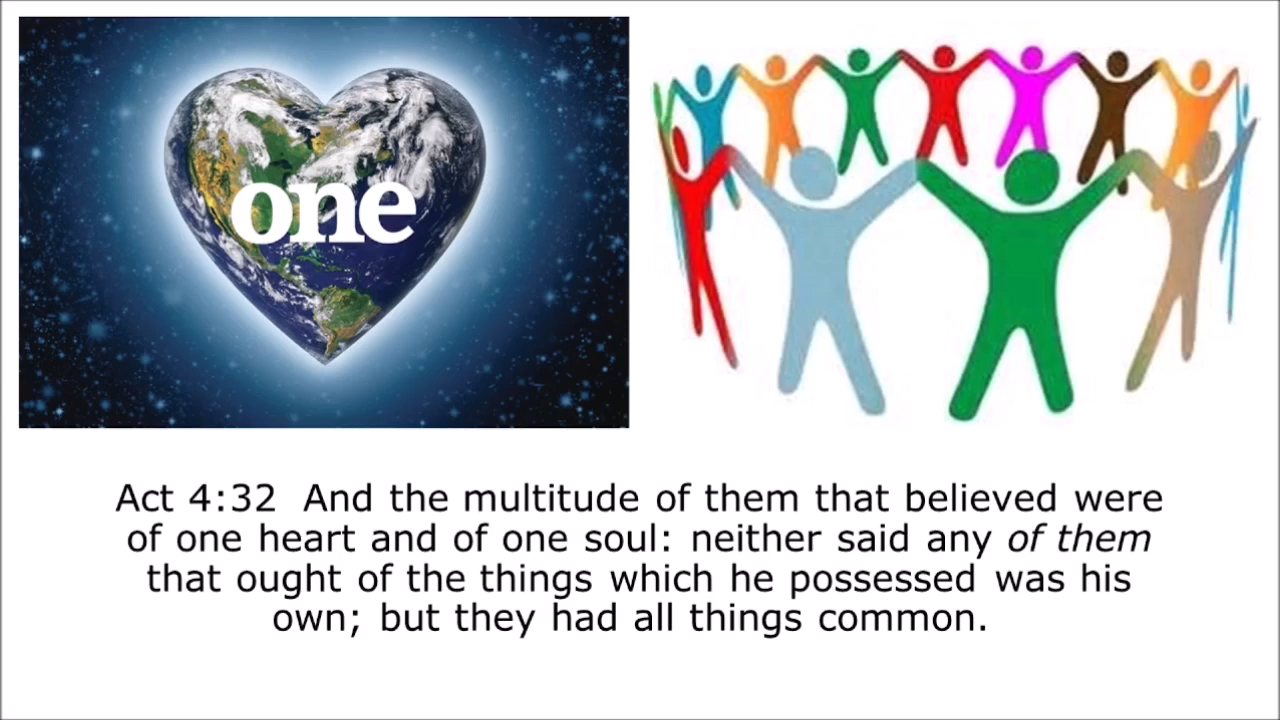 one
Act 4:32  And the multitude of them that believed were
of one heart and of one soul: neither said any of them
that ought of the things which he possessed was his
own; but they had all things common.